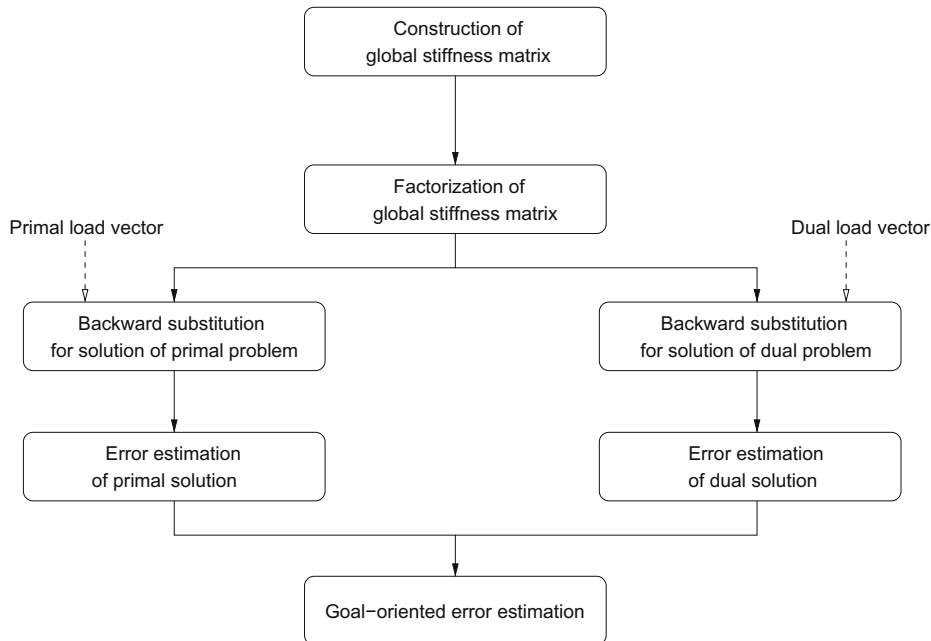 Construction of
global stiffness matrix
Factorization of
global stiffness matrix
Primal load vector
Dual load vector
Backward substitution
for solution of primal problem
Backward substitution
for solution of dual problem
Error estimation
of primal solution
Error estimation
of dual solution
Goal−oriented error estimation